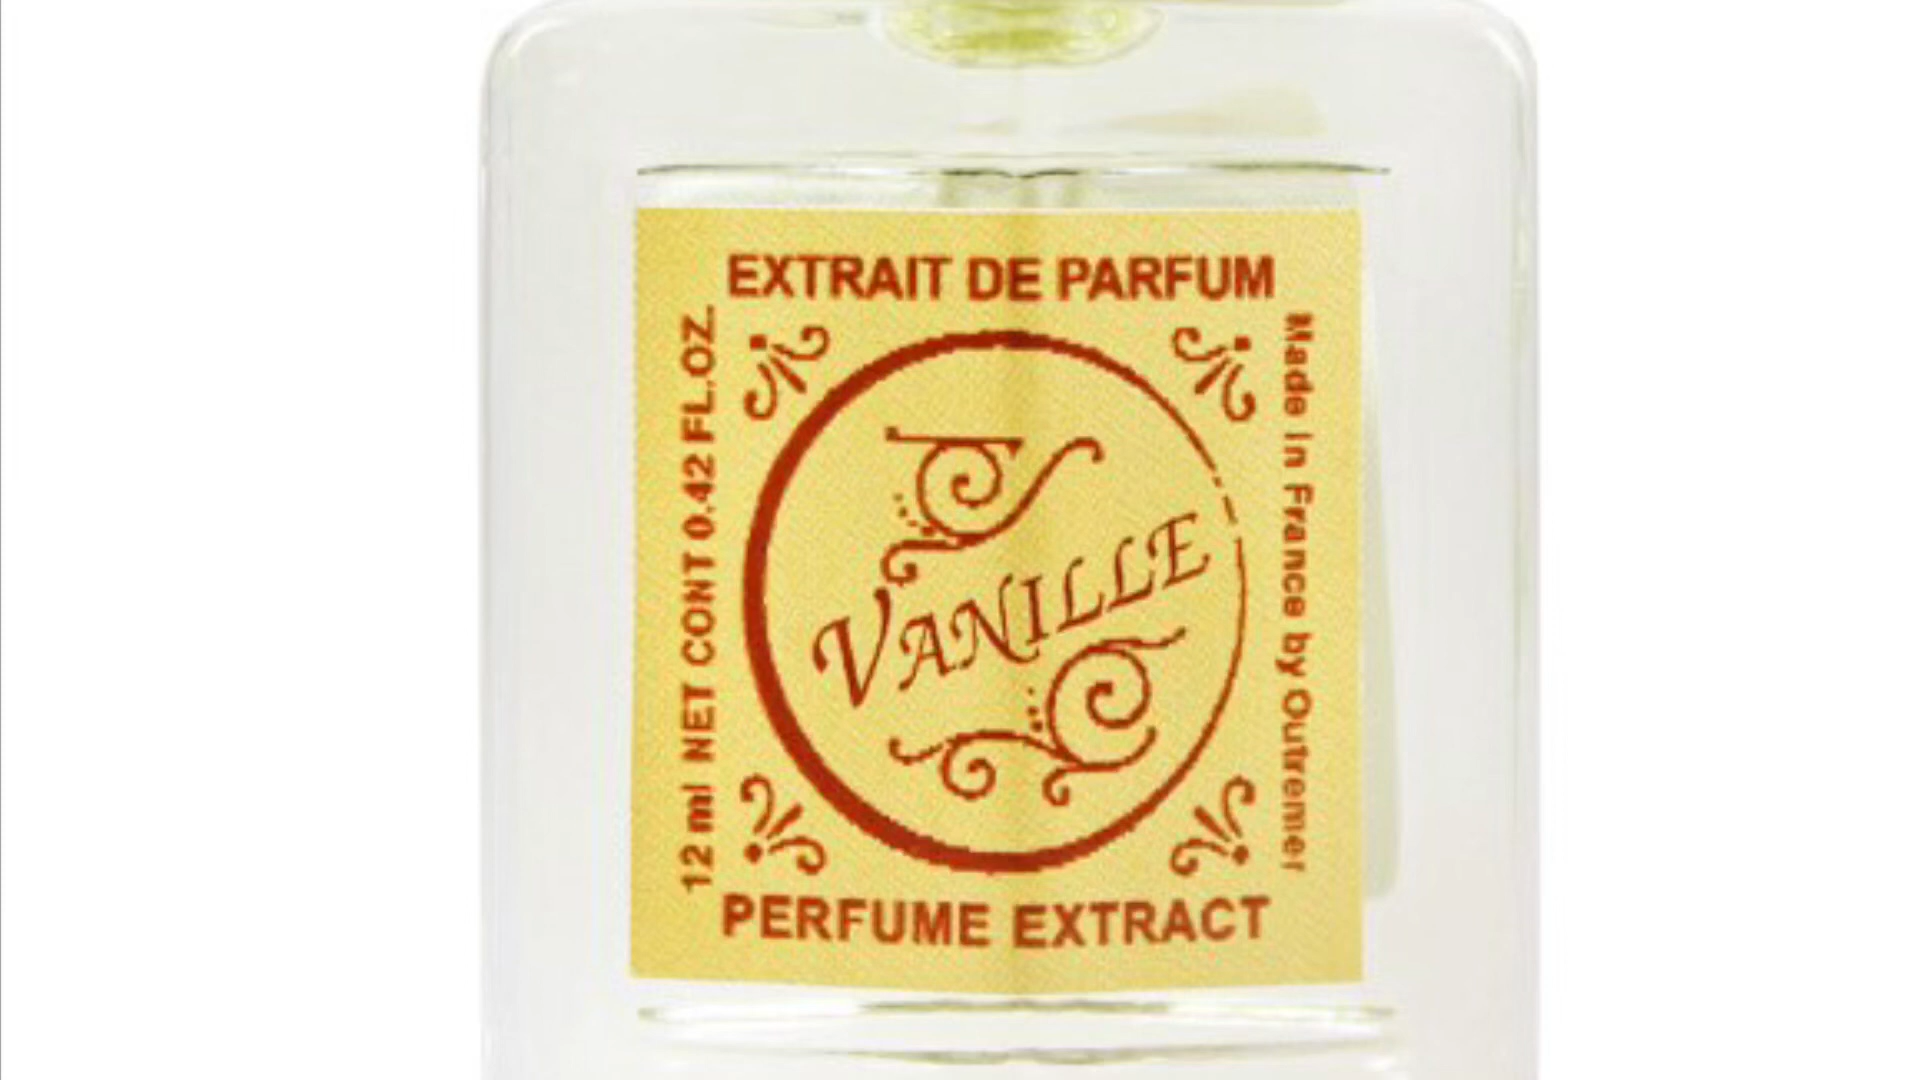 EXTRAIT DE PARFUM
12 ml NET CONT 0.42 FL.OZ.
VANILLE
Made in France by Outremer
PERFUME EXTRACT